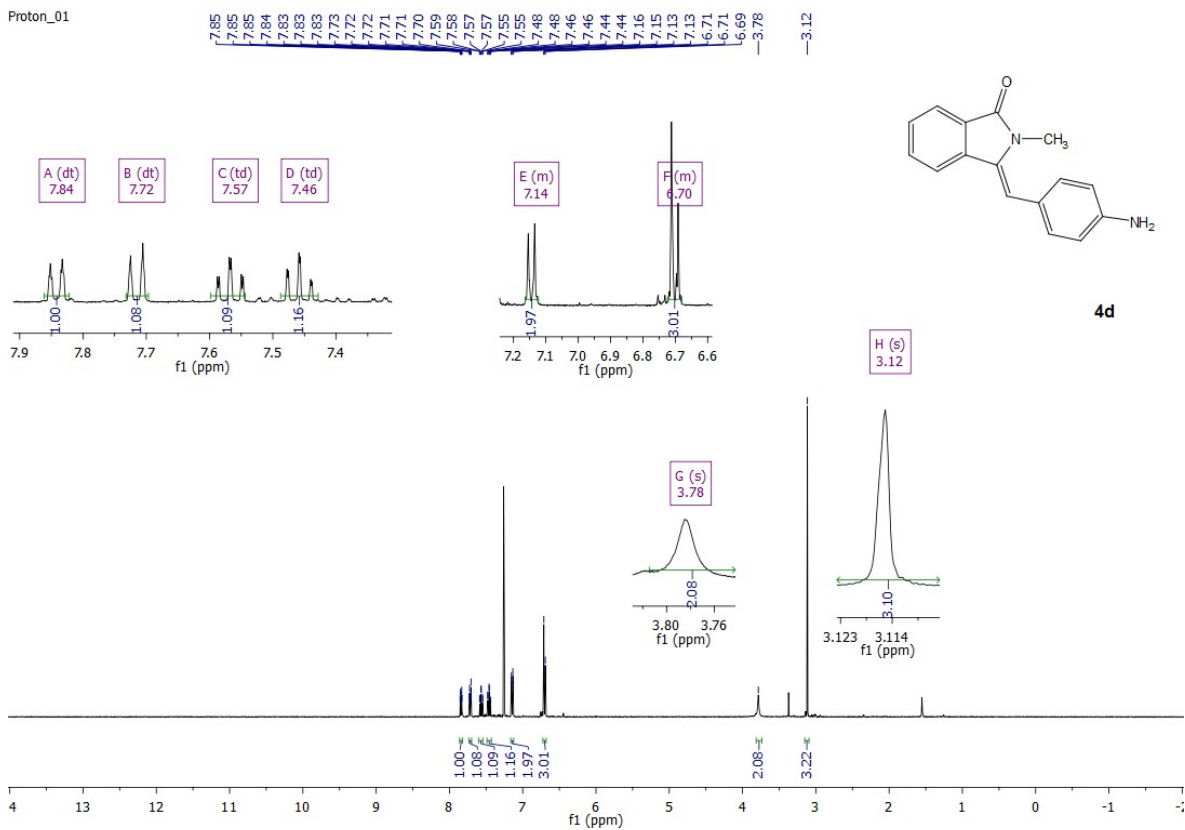 Proton_01
7.85 7.85 7.85 7.84 7.83 7.83 7.83 7.73 7.72 7.72 7.71 7.71 7.70 7.59 7.58 7.57 7.57 7.55 7.55 7.48 7.48 7.46 7.46 7.44 7.44 7.16 7.15 7.13 7.13 6.71 6.71 6.69 3.78 3.12
O
N
CH3
NH2
4d
A (dt)
7.84
B (dt)
7.72
C (td)
7.57
D (td)
7.46
E (m)
7.14
F (m)
6.70
1.00 1.08 1.09 1.16
7.9 7.8 7.7 7.6 7.5 7.4
f1 (ppm)
1.97 3.01
7.2 7.1 7.0 6.9 6.8 6.7 6.6
f1 (ppm)
H (s)
3.12
G (s)
3.78
2.08
3.80 3.76
f1 (ppm)
3.10
3.123 3.114
f1 (ppm)
1.00 1.08 1.09 1.16 1.97 3.01 2.08 3.22
4 13 12 11 10 9 8 7 6 5 4 3 2 1 0 -1 -2
f1 (ppm)